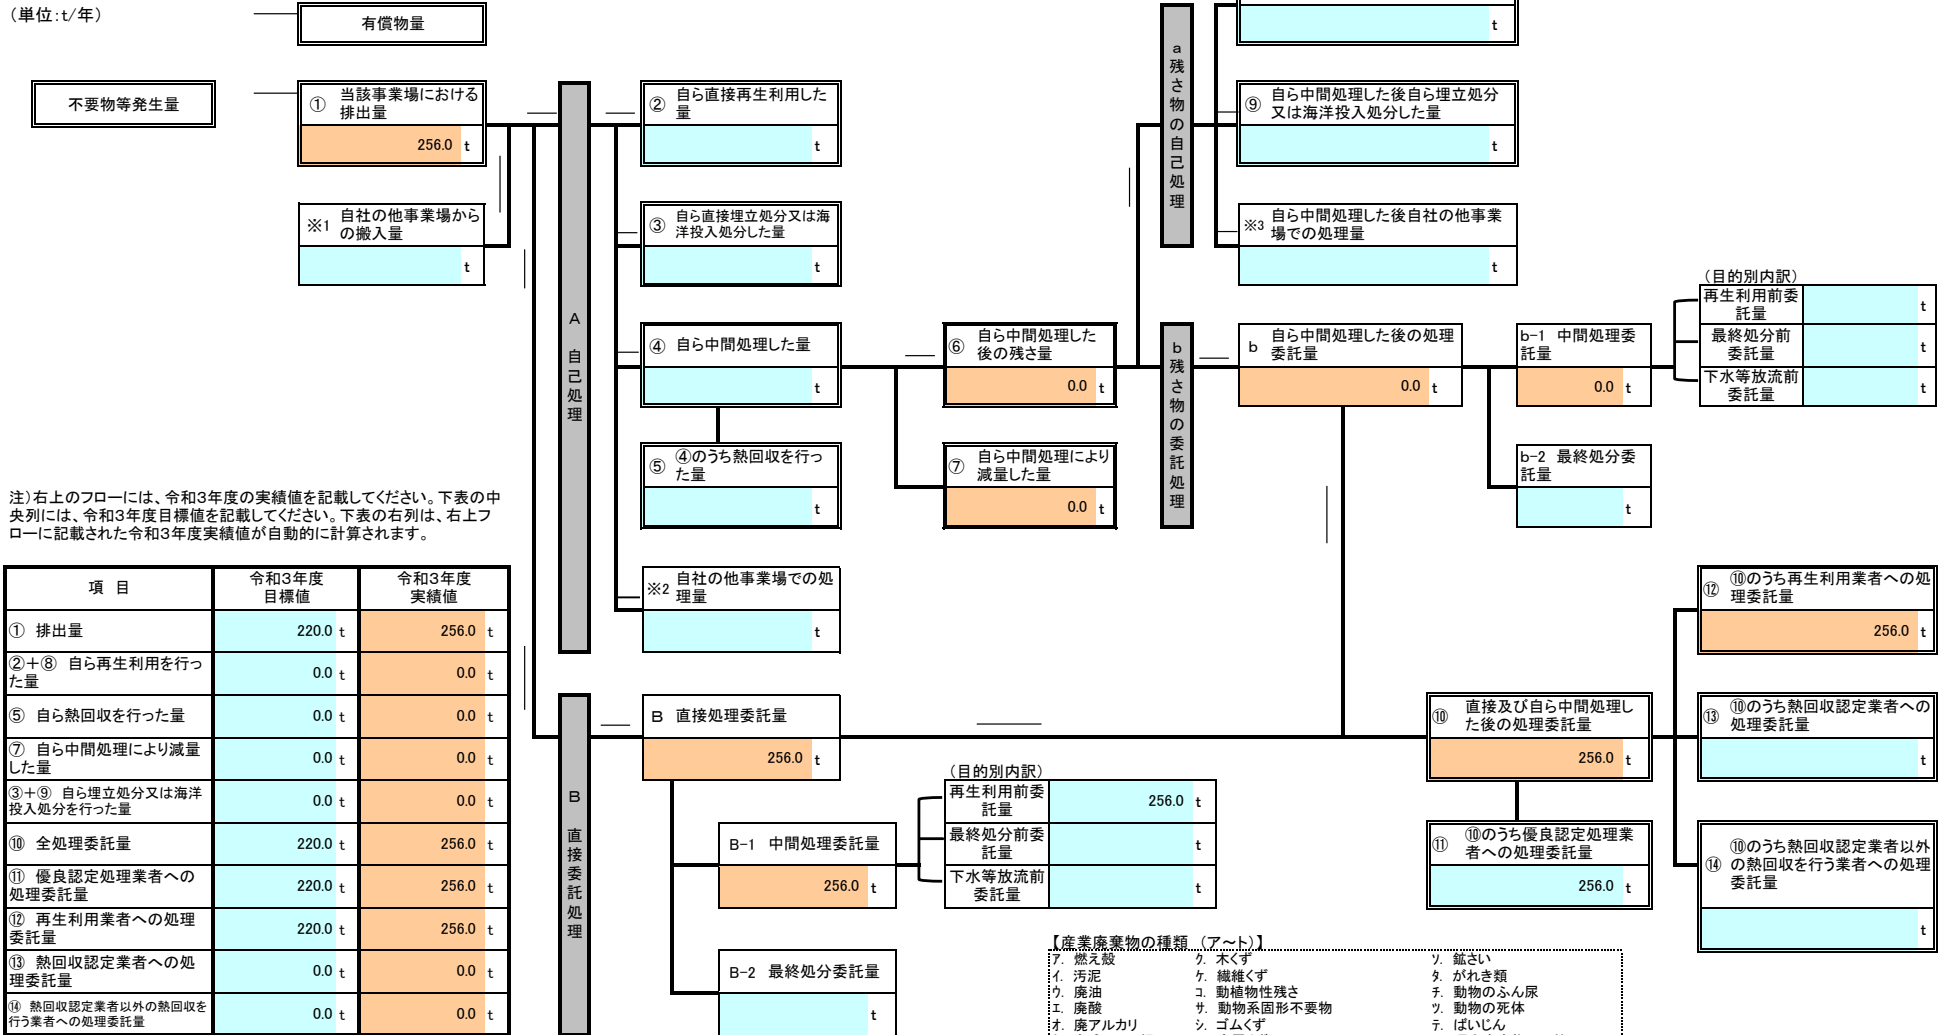 (単位:t/年)
有償物量
t
不要物等発生量
① 当該事業場における
排出量
256.0 t
※1 自社の他事業場から
の搬入量
t
A 自己処理
② 自ら直接再生利用した
量
t
③ 自ら直接埋立処分又は海
洋投入処分した量
t
④ 自ら中間処理した量
t
⑤ ④のうち熱回収を行っ
た量
t
※2 自社の他事業場での処
理量
t
⑥ 自ら中間処理した
後の残さ量
0.0 t
⑦ 自ら中間処理により
減量した量
0.0 t
a 残さ物の自己処理
⑨ 自ら中間処理した後自ら埋立処分
又は海洋投入処分した量
t
※3 自ら中間処理した後自社の他事業
場での処理量
t
b 残さ物の委託処理
b 自ら中間処理した後の処理
委託量
0.0 t
b-1 中間処理委
託量
0.0 t
b-2 最終処分委
託量
t
(目的別内訳)
再生利用前委
託量
t
最終処分前
委託量
t
下水等放流前
委託量
t
注)右上のフローには、令和3年度の実績値を記載してください。下表の中
央列には、令和3年度目標値を記載してください。下表の右列は、右上フ
ローに記載された令和3年度実績値が自動的に計算されます。
項 目 令和3年度
目標値 令和3年度
実績値
① 排出量 220.0 t 256.0 t
②+⑧ 自ら再生利用を行っ
た量 0.0 t 0.0 t
⑤ 自ら熱回収を行った量 0.0 t 0.0 t
⑦ 自ら中間処理により減量
した量 0.0 t 0.0 t
③+⑨ 自ら埋立処分又は海洋
投入処分を行った量 0.0 t 0.0 t
⑩ 全処理委託量 220.0 t 256.0 t
⑪ 優良認定処理業者への
処理委託量 220.0 t 256.0 t
⑫ 再生利用業者への処理
委託量 220.0 t 256.0 t
⑬ 熱回収認定業者への処
理委託量 0.0 t 0.0 t
⑭ 熱回収認定業者以外の熱回収を
行う業者への処理委託量 0.0 t 0.0 t
B 直接委託処理
B 直接処理委託量
256.0 t
B-1 中間処理委託量
256.0 t
B-2 最終処分委託量
t
(目的別内訳)
再生利用前委
託量
256.0 t
最終処分前委
託量
t
下水等放流前
委託量
t
⑩ 直接及び自ら中間処理し
た後の処理委託量
256.0 t
⑪ ⑩のうち優良認定処理業
者への処理委託量
256.0 t
⑫ ⑩のうち再生利用業者への処
理委託量
256.0 t
⑬ ⑩のうち熱回収認定業者への
処理委託量
t
⑭ ⑩のうち熱回収認定業者以外
の熱回収を行う業者への処理
委託量
t
【産業廃棄物の種類 (ア~ト)】
ア. 燃え殻 ク. 木くず ソ. 鉱さい
イ. 汚泥 ケ. 繊維くず タ. がれき類
ウ. 廃油 コ. 動植物性残さ チ. 動物のふん尿
エ. 廃酸 サ. 動物系固形不要物 ツ. 動物の死体
オ. 廃アルカリ シ. ゴムくず テ. ばいじん